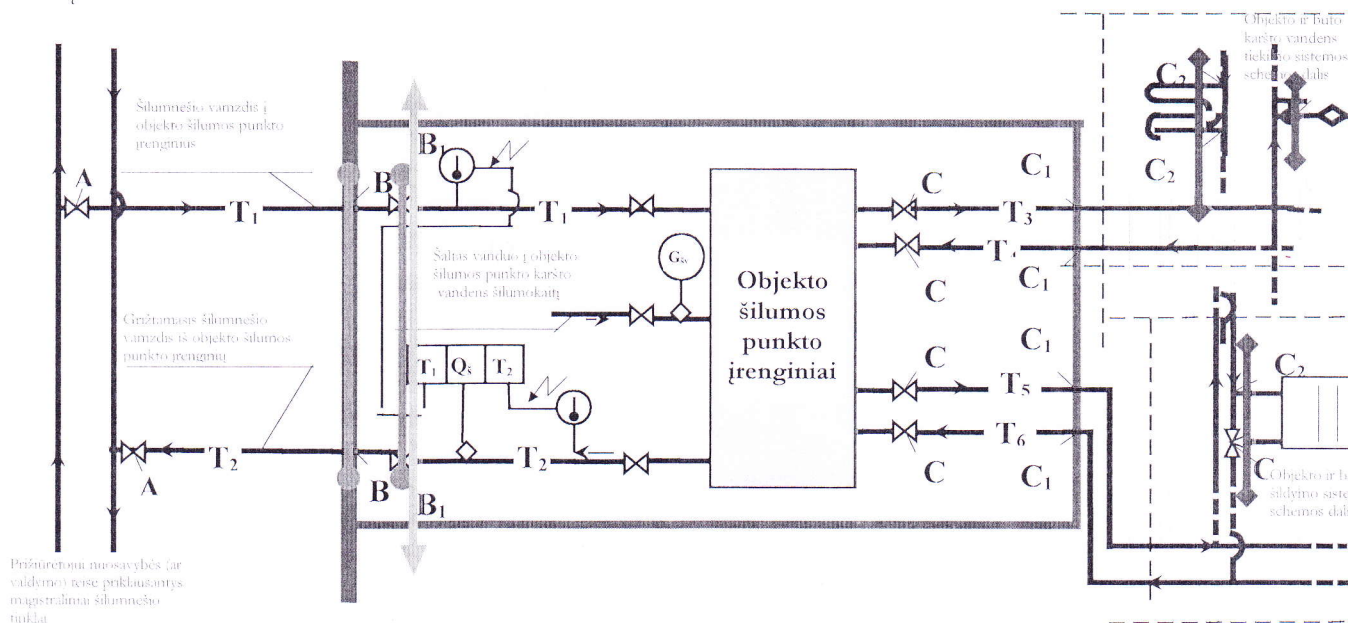 Šilumnešio vamzdis į
objekto šilumos punkto
įrenginius
Objekto ir buto
karšto vandens
tiekimo sistemos
schemos dalis
A
T₁
B
B₁
T₁
C
T₃
C₁
C₂
C₂
Šaltas vanduo į objekto
šilumos punkto karšto
vandens šilumokaitį
C
C₁
Objekto
šilumos
punkto
įrenginiai
Grįžtamasis šilumnešio
vamzdis iš objekto šilumos
punkto įrenginių
T₁ Qš T₂
C
C₁
T₅
C₂
T₆
A
T₂
B
B₁
T₂
C
C₁
C
Objekto ir
šildymo
schemos
Prižiūrėtojui nuosavybės (ar
valdymo) teise priklausantys
magistraliniai šilumnešio
tinklai